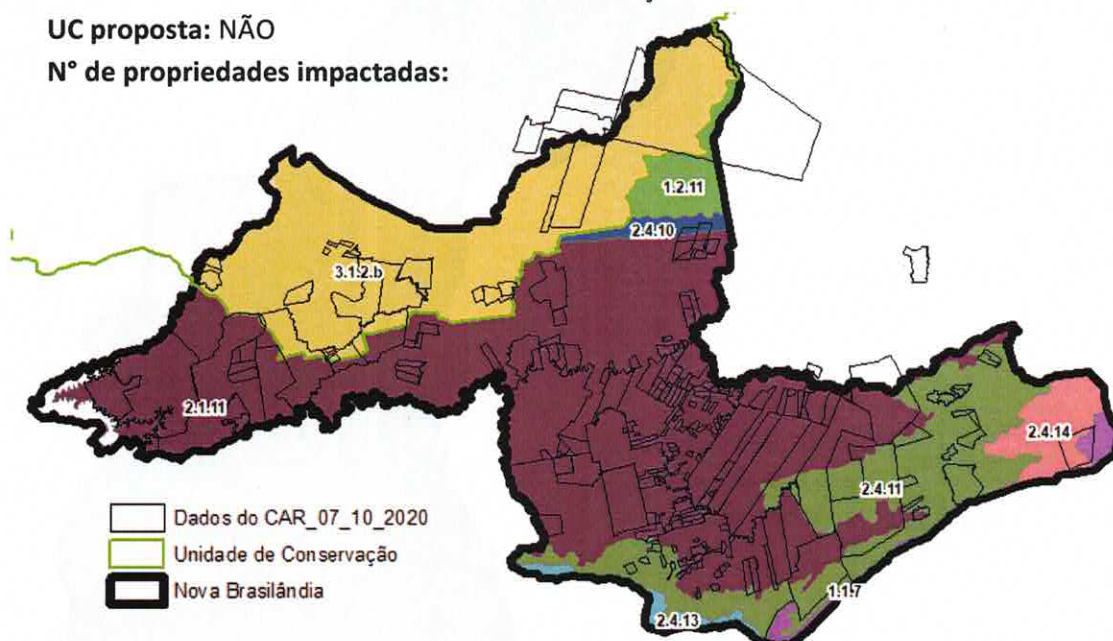 UC proposta: NÃO
N° de propriedades impactadas:
1.2.11
2.4.10
3.1.2.b
2.1.11
2.4.14
2.4.11
1.1.7
2.4.13
Dados do CAR_07_10_2020
Unidade de Conservação
Nova Brasilândia